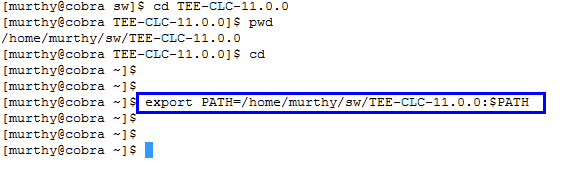 [murthy@cobra sw]$ cd TEE-CLC-11.0.0
[murthy@cobra TEE-CLC-11.0.0]$ pwd
/home/murthy/sw/TEE-CLC-11.0.0
[murthy@cobra TEE-CLC-11.0.0]$ cd
[murthy@cobra ~]$
[murthy@cobra ~]$
[murthy@cobra ~]$ export PATH=/home/murthy/sw/TEE-CLC-11.0.0:$PATH
[murthy@cobra ~]$
[murthy@cobra ~]$
[murthy@cobra ~]$